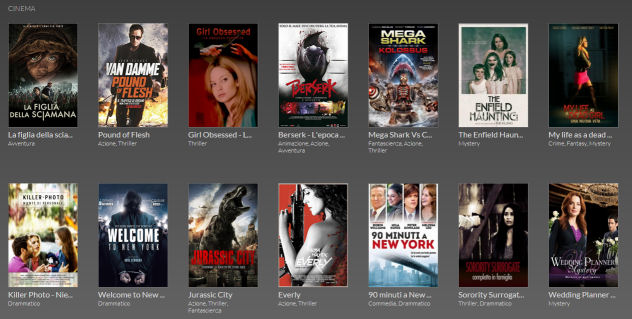 CINEMA
LA FIGLIA
DELLA SCIAMANA
VAN DAMME
POUND OF FLESH
Girl Obsessed
BERSERK
MEGA
SHARK
KOLOSSUS
THE
ENFIELD
HAUNTING
MY LIFE AS
La figlia della scia...
Pound of Flesh
Girl Obsessed - L...
Berserk - L'epoca ...
Mega Shark Vs C...
The Enfield Haun...
My life as a dead ...
Avventura
Azione, Thriller
Thriller
Animazione, Azione,
Avventura
Fantascienza, Azione,
Thriller
Mystery
Crime, Fantasy, Mystery
KILLER-PHOTO
WELCOME
TO NEW YORK
JURASSIC CITY
EVERLY
90 MINUTI A
NEW YORK
SORORITY SURROGATE
completo in famiglia
WEDDING PLANNER
Mystery
Killer Photo - Nie...
Welcome to New ...
Jurassic City
Everly
90 minuti a New ...
Sorority Surrogat...
Wedding Planner ...
Drammatico
Drammatico
Azione, Thriller,
Fantascienza
Azione, Thriller
Commedia, Drammatico
Thriller, Drammatico
Mystery